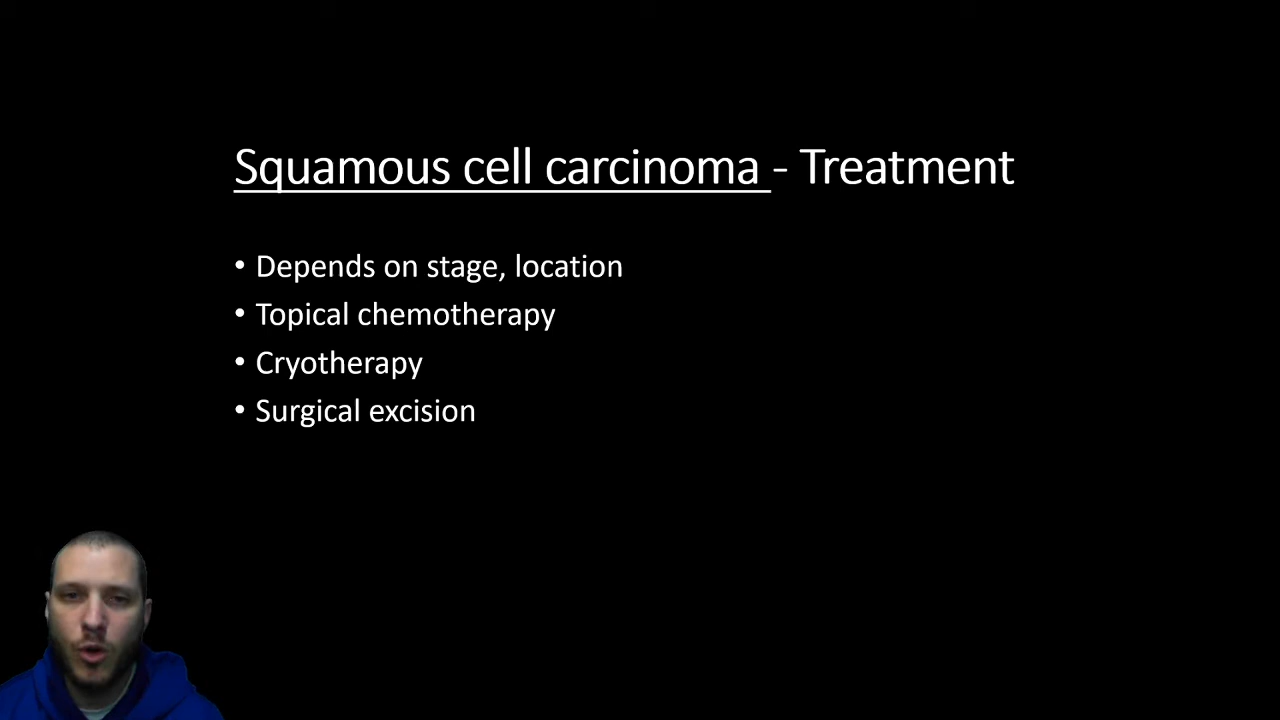 Squamous cell carcinoma - Treatment
• Depends on stage, location
• Topical chemotherapy
• Cryotherapy
• Surgical excision